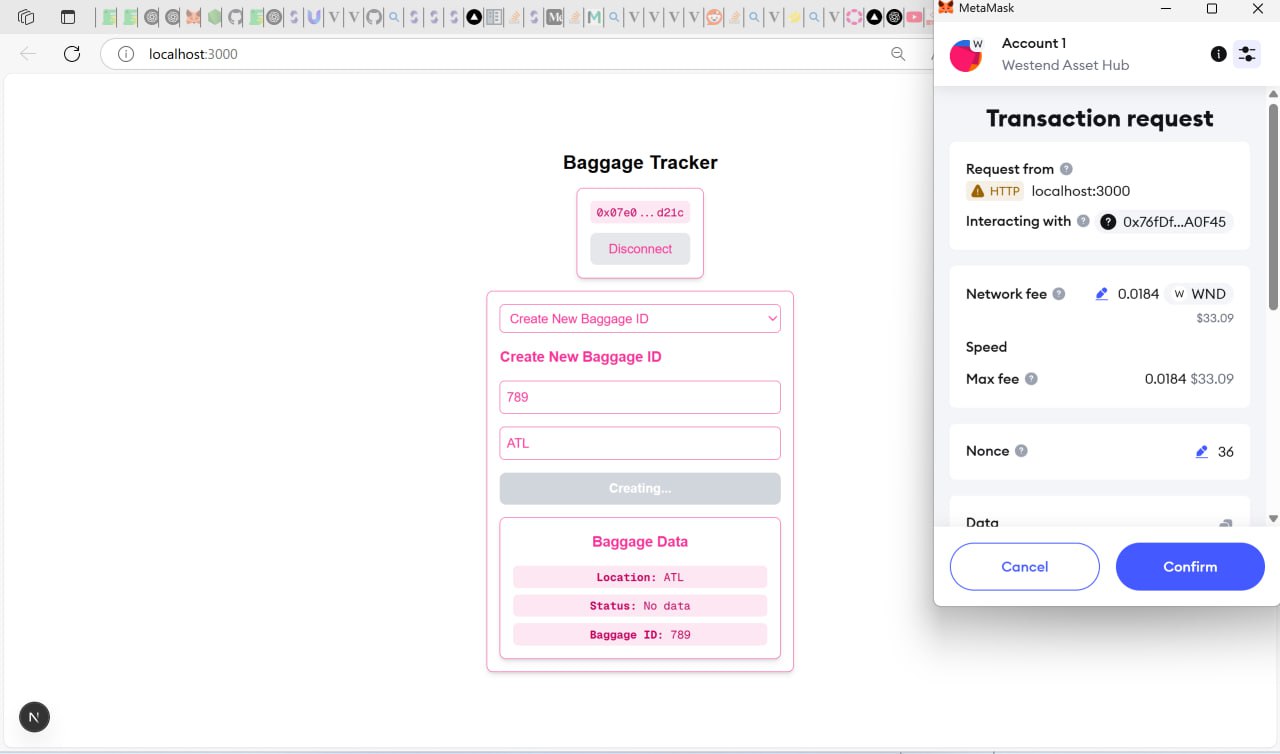 MetaMask
localhost:3000
Account 1
Westend Asset Hub
Baggage Tracker
0x07e0...d21c
Disconnect
Create New Baggage ID
Create New Baggage ID
789
ATL
Creating...
Baggage Data
Location: ATL
Status: No data
Baggage ID: 789
N
Transaction request
Request from
HTTP localhost:3000
Interacting with 0x76fDf...A0F45
Network fee 0.0184 W WND
$33.09
Speed
Max fee 0.0184 $33.09
Nonce 36
Data
Cancel Confirm